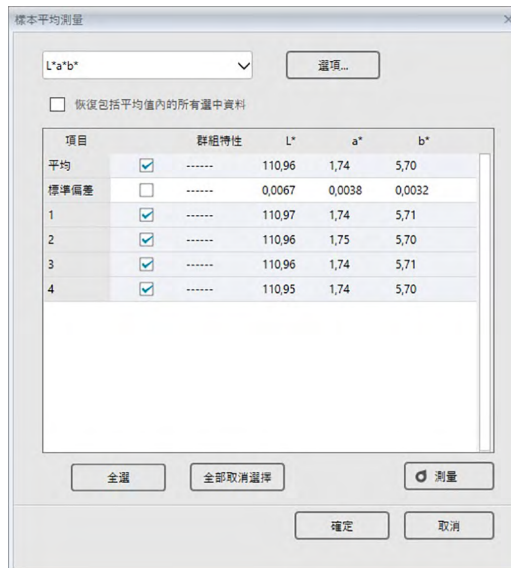 樣本平均測量
L*a*b*
選項...
恢復包括平均值內的所有選中資料
項目 群組特性 L* a* b*
平均 ------ 110,96 1,74 5,70
標準偏差 ------ 0,0067 0,0038 0,0032
1 ------ 110,97 1,74 5,71
2 ------ 110,96 1,75 5,70
3 ------ 110,96 1,74 5,71
4 ------ 110,95 1,74 5,70
全選 全部取消選擇 測量
確定 取消